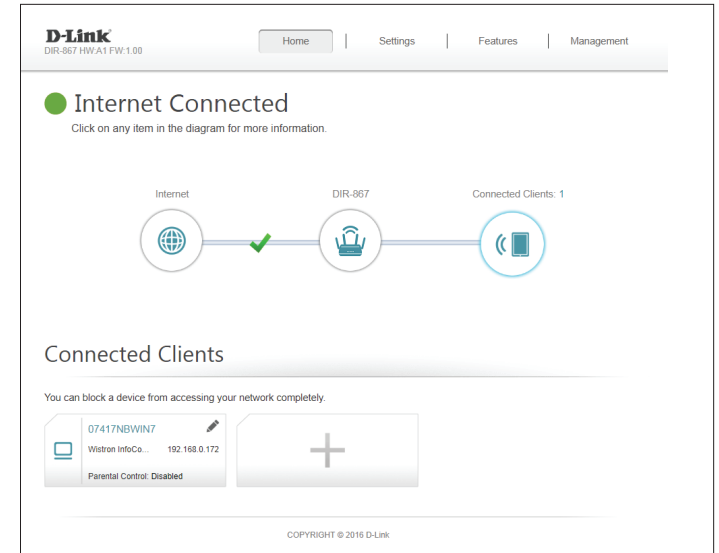 D-Link
DIR-867 HW:A1 FW:1.00
Home Settings Features Management
Internet Connected
Click on any item in the diagram for more information.
Internet DIR-867 Connected Clients: 1
Connected Clients
You can block a device from accessing your network completely.
07417NBWIN7
Wistron InfoCo... 192.168.0.172
Parental Control: Disabled
COPYRIGHT © 2016 D-Link